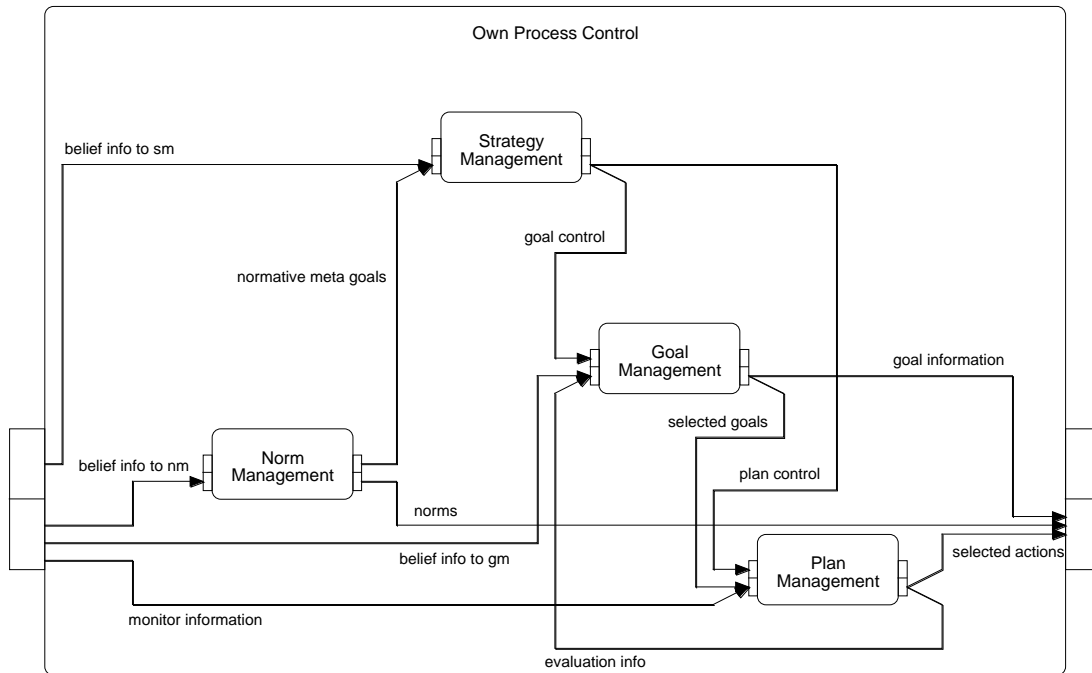 Own Process Control
Strategy
Management
belief info to sm
goal control
normative meta goals
Goal
Management
goal information
selected goals
Norm
Management
belief info to nm
plan control
norms
belief info to gm
selected actions
Plan
Management
monitor information
evaluation info